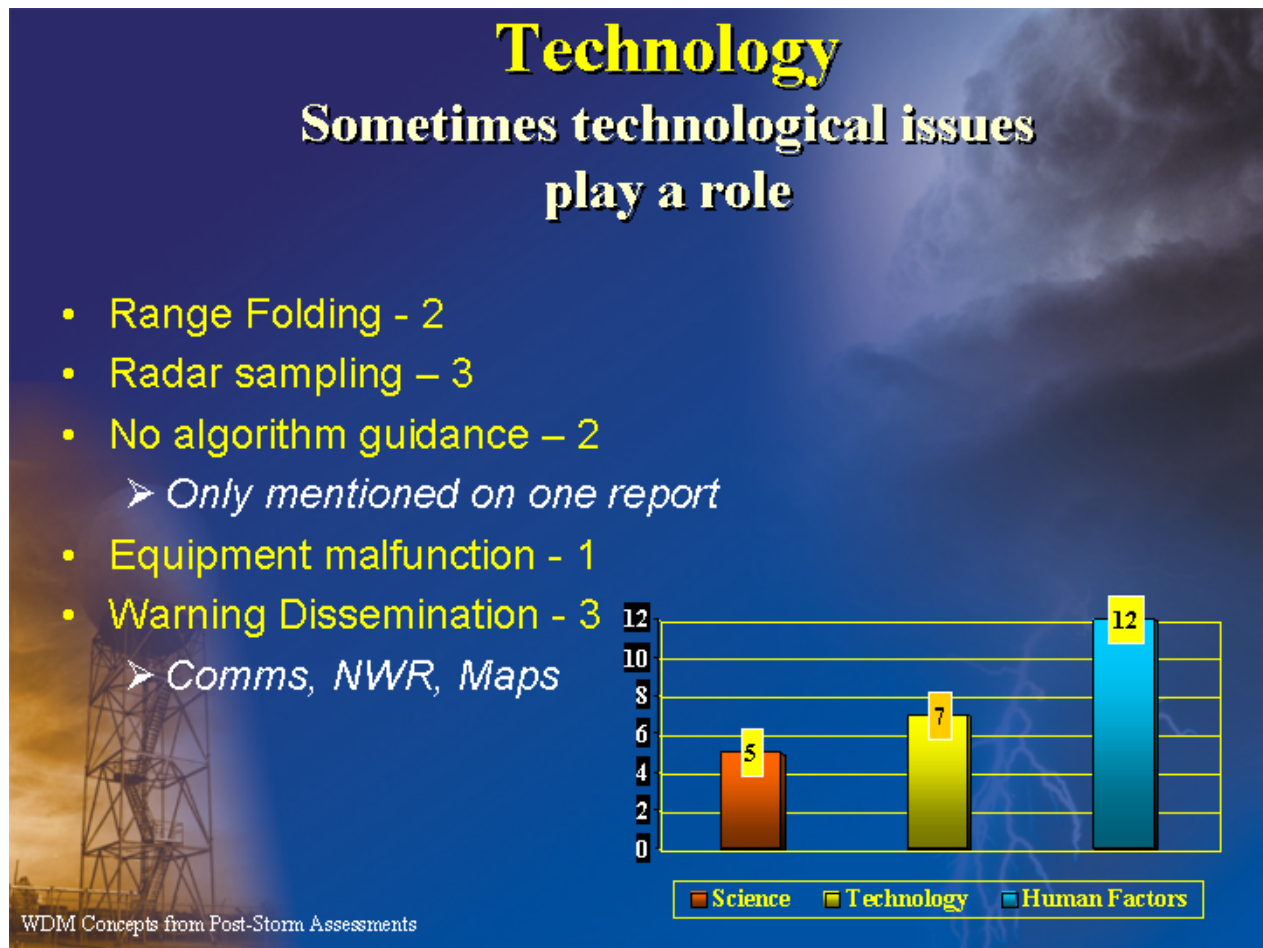 Technology
Sometimes technological issues
play a role
• Range Folding - 2
• Radar sampling – 3
• No algorithm guidance – 2
➢ Only mentioned on one report
• Equipment malfunction - 1
• Warning Dissemination - 3
➢ Comms, NWR, Maps
12
10
8
6
4
2
0
5
7
12
Science Technology Human Factors
WDM Concepts from Post-Storm Assessments